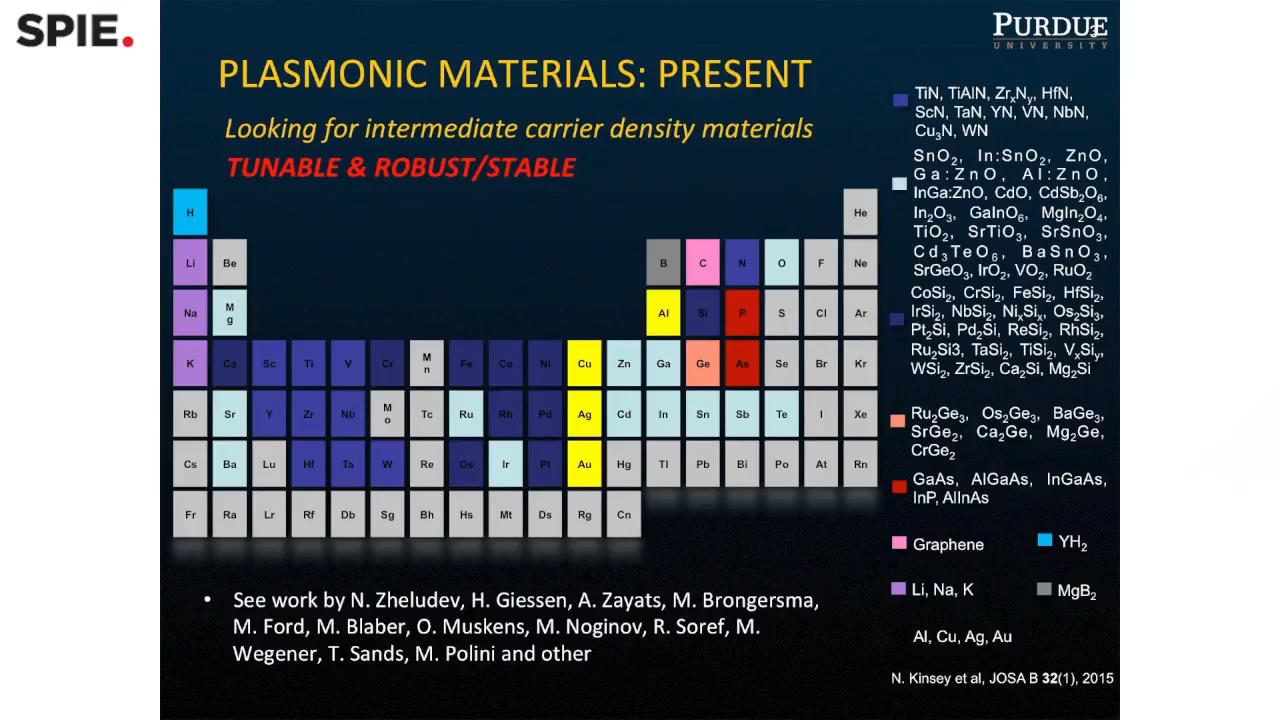 SPIE.
PURDUE
UNIVERSITY
PLASMONIC MATERIALS: PRESENT
Looking for intermediate carrier density materials
TUNABLE & ROBUST/STABLE
H He
Li Be B C N O F Ne
Na Mg Al Si P S Cl Ar
K Ca Sc Ti V Cr Mn Fe Co Ni Cu Zn Ga Ge As Se Br Kr
Rb Sr Y Zr Nb Mo Tc Ru Rh Pd Ag Cd In Sn Sb Te I Xe
Cs Ba Lu Hf Ta W Re Os Ir Pt Au Hg Tl Pb Bi Po At Rn
Fr Ra Lr Rf Db Sg Bh Hs Mt Ds Rg Cn
• See work by N. Zheludev, H. Giessen, A. Zayats, M. Brongersma,
M. Ford, M. Blaber, O. Muskens, M. Noginov, R. Soref, M.
Wegener, T. Sands, M. Polini and other
TiN, TiAlN, ZrxNy, HfN,
ScN, TaN, YN, VN, NbN,
Cu3N, WN
SnO2, In:SnO2, ZnO,
Ga:ZnO, Al:ZnO,
InGa:ZnO, CdO, CdSb2O6,
In2O3, GaInO6, MgIn2O4,
TiO2, SrTiO3, SrSnO3,
Cd3TeO6, BaSnO3,
SrGeO3, IrO2, VO2, RuO2
CoSi2, CrSi2, FeSi2, HfSi2,
IrSi2, NbSi2, NixSix, Os2Si3,
Pt2Si, Pd2Si, ReSi2, RhSi2,
Ru2Si3, TaSi2, TiSi2, VxSiy,
WSi2, ZrSi2, Ca2Si, Mg2Si
Ru2Ge3, Os2Ge3, BaGe3,
SrGe2, Ca2Ge, Mg2Ge,
CrGe2
GaAs, AlGaAs, InGaAs,
InP, AlInAs
Graphene YH2
Li, Na, K MgB2
Al, Cu, Ag, Au
N. Kinsey et al, JOSA B 32(1), 2015